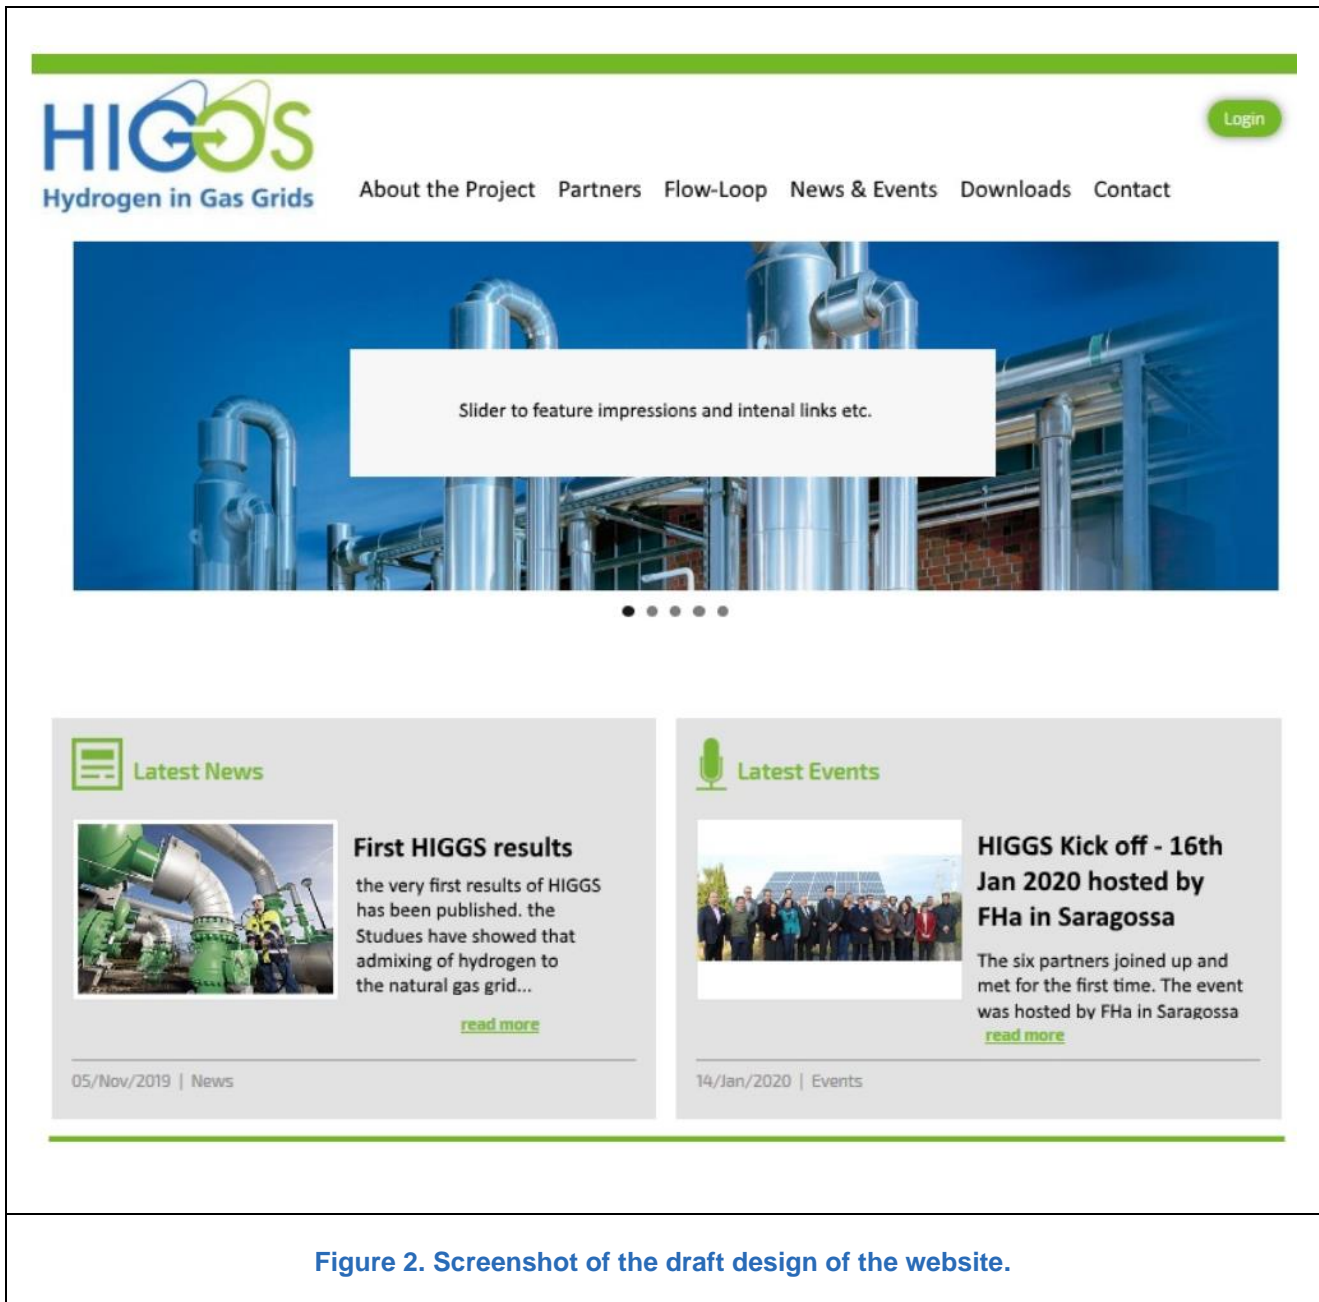 HIGGS
Hydrogen in Gas Grids
Login
About the Project Partners Flow-Loop News & Events Downloads Contact
Slider to feature impressions and intenal links etc.
Latest News
First HIGGS results
the very first results of HIGGS
has been published. the
Studues have showed that
admixing of hydrogen to
the natural gas grid...
read more
05/Nov/2019 | News
Latest Events
HIGGS Kick off - 16th
Jan 2020 hosted by
FHa in Saragossa
The six partners joined up and
met for the first time. The event
was hosted by FHa in Saragossa
read more
14/Jan/2020 | Events
Figure 2. Screenshot of the draft design of the website.